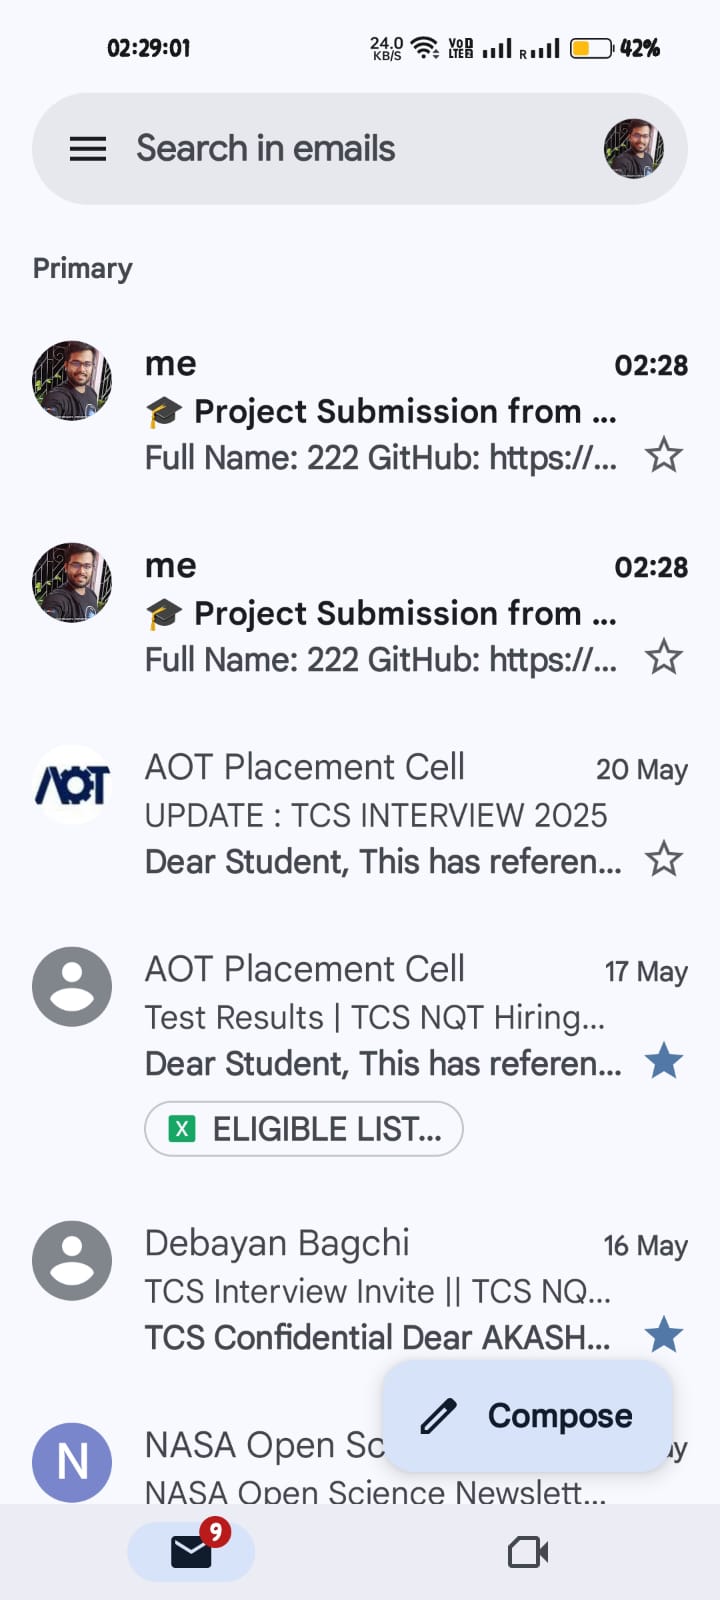 02:29:01 24.0 KB/S VoD LTE R 42%
Search in emails
Primary
me 02:28
🎓 Project Submission from ...
Full Name: 222 GitHub: https://...
me 02:28
🎓 Project Submission from ...
Full Name: 222 GitHub: https://...
AOT
AOT Placement Cell 20 May
UPDATE : TCS INTERVIEW 2025
Dear Student, This has referen...
AOT Placement Cell 17 May
Test Results | TCS NQT Hiring...
Dear Student, This has referen...
X ELIGIBLE LIST...
Debayan Bagchi 16 May
TCS Interview Invite || TCS NQ...
TCS Confidential Dear AKASH...
Compose
N
NASA Open Sc
NASA Open Science Newslett...
9